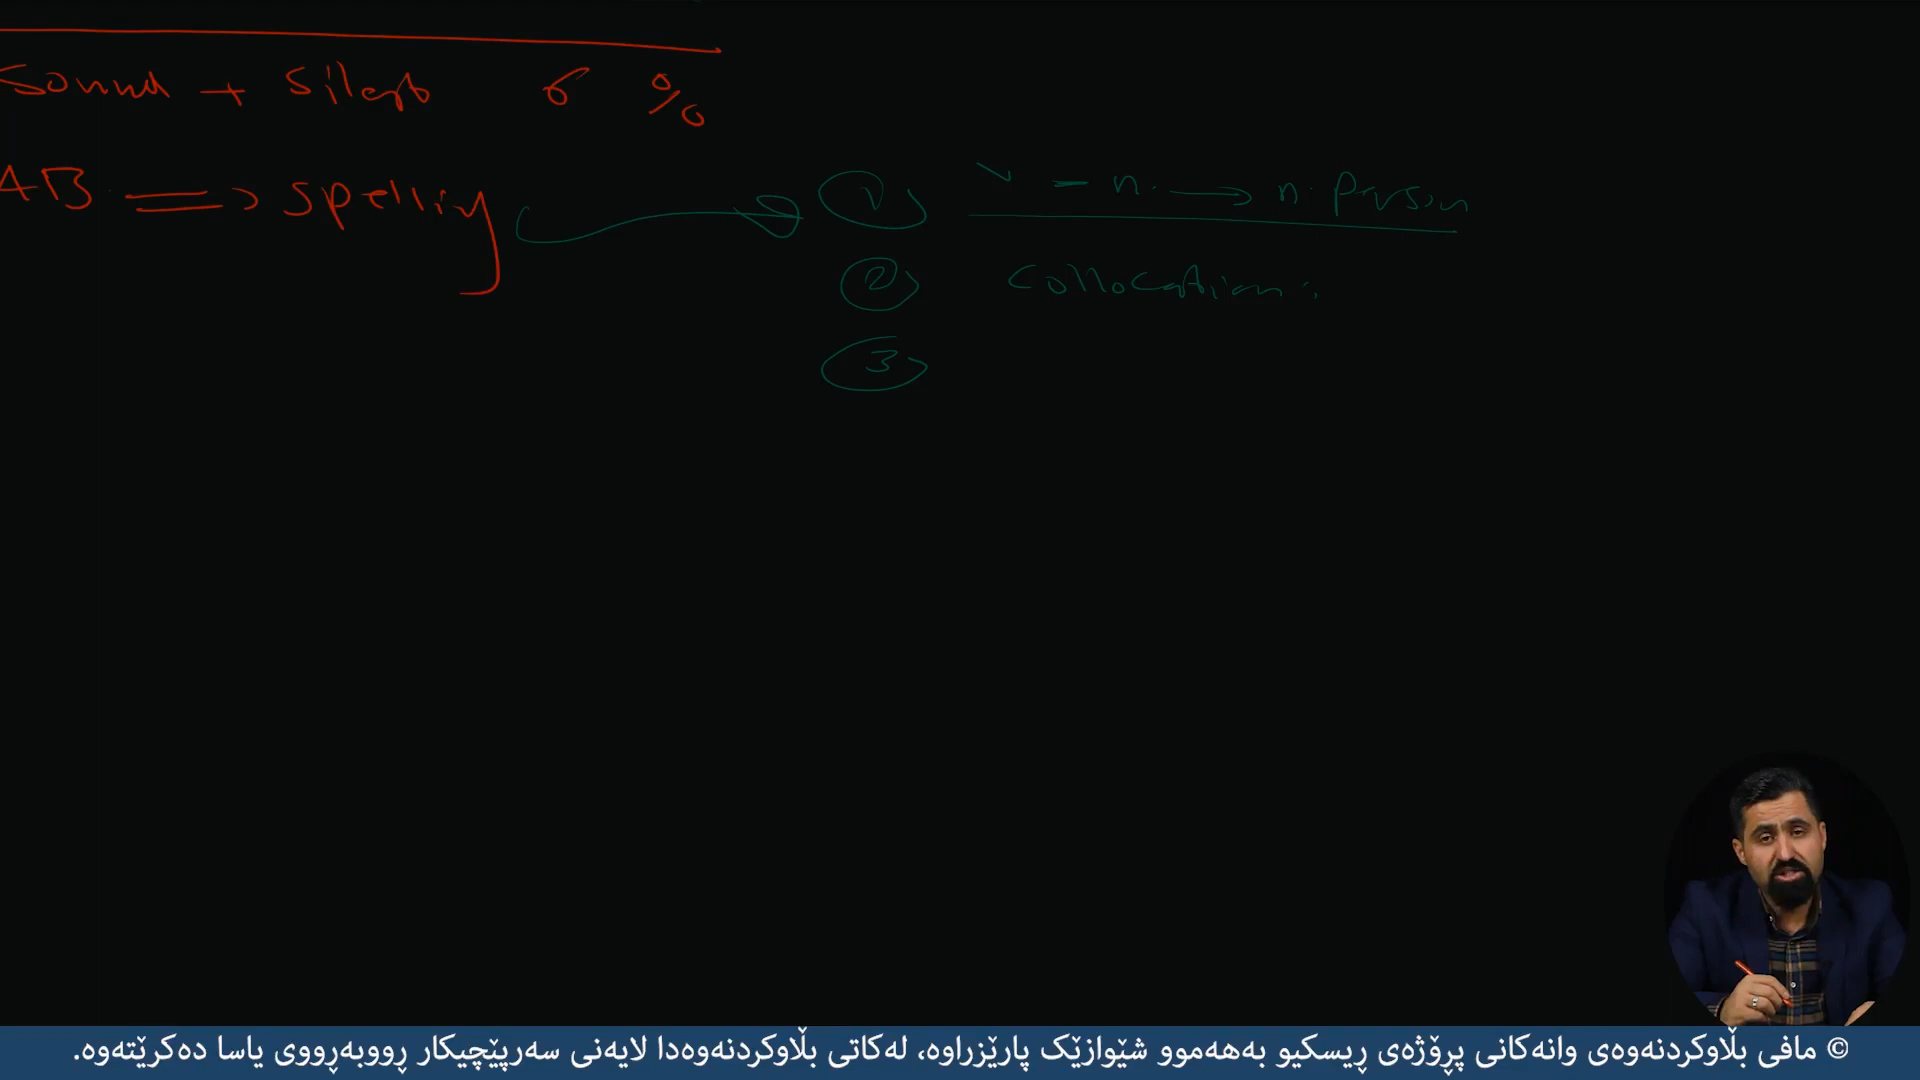 Sound + Silent 6 %
AB => spelling
1 v - n. → n. Person
2 Collocation :
3
© مافی بڵاوکردنەوەی وانەکانی پڕۆژەی ڕیسکیو بەهەموو شێوازێک پارێزراوە، لەکاتی بڵاوکردنەوەدا لایەنی سەرپێچیکار ڕووبەڕووی یاسا دەکرێتەوە.